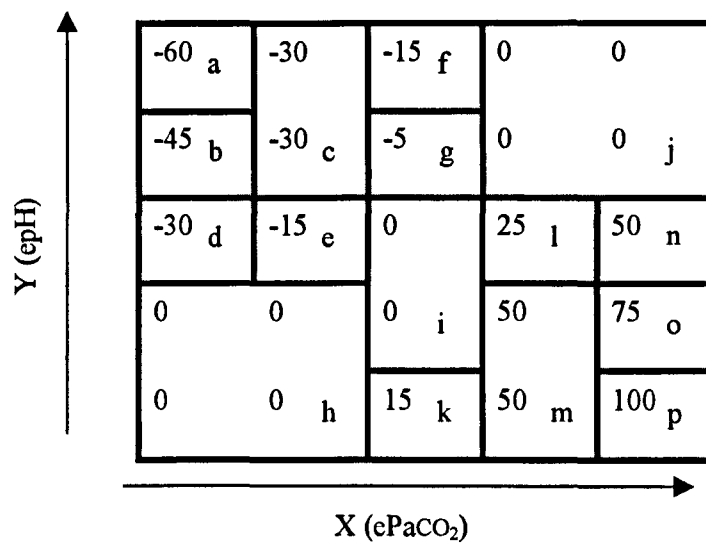 -60 a -30 -15 f 0 0
-45 b -30 c -5 g 0 0 j
-30 d -15 e 0 25 l 50 n
0 0 0 i 50 75 o
0 0 h 15 k 50 m 100 p
Y (epH)
X (ePaCO₂)